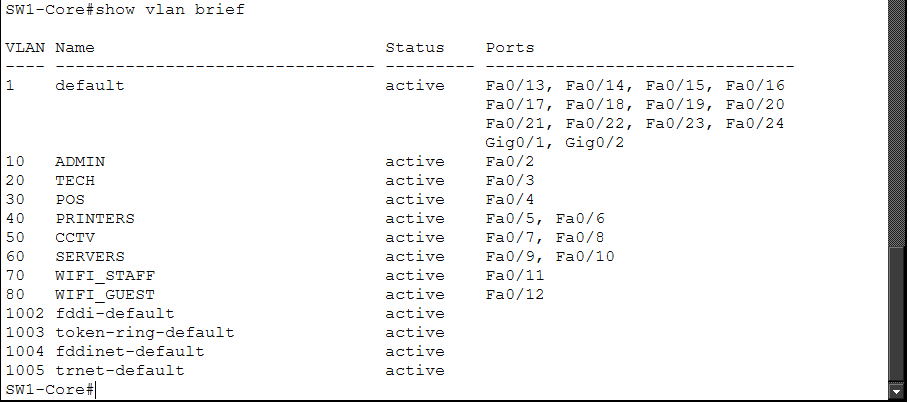 SW1-Core#show vlan brief
VLAN Name                             Status    Ports
---- -------------------------------- --------- -------------------------------
1    default                          active    Fa0/13, Fa0/14, Fa0/15, Fa0/16
                                                Fa0/17, Fa0/18, Fa0/19, Fa0/20
                                                Fa0/21, Fa0/22, Fa0/23, Fa0/24
                                                Gig0/1, Gig0/2
10   ADMIN                            active    Fa0/2
20   TECH                             active    Fa0/3
30   POS                              active    Fa0/4
40   PRINTERS                         active    Fa0/5, Fa0/6
50   CCTV                             active    Fa0/7, Fa0/8
60   SERVERS                          active    Fa0/9, Fa0/10
70   WIFI_STAFF                       active    Fa0/11
80   WIFI_GUEST                       active    Fa0/12
1002 fddi-default                     active
1003 token-ring-default               active
1004 fddinet-default                  active
1005 trnet-default                    active
SW1-Core#